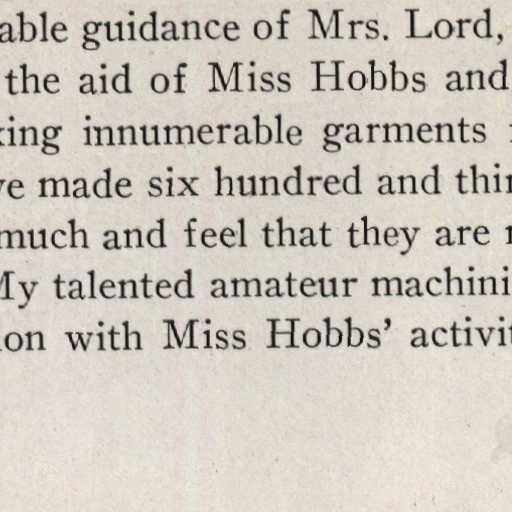 able guidance of Mrs. Lord,
the aid of Miss Hobbs and
king innumerable garments
ve made six hundred and thir
much and feel that they are
My talented amateur machini
on with Miss Hobbs' activit